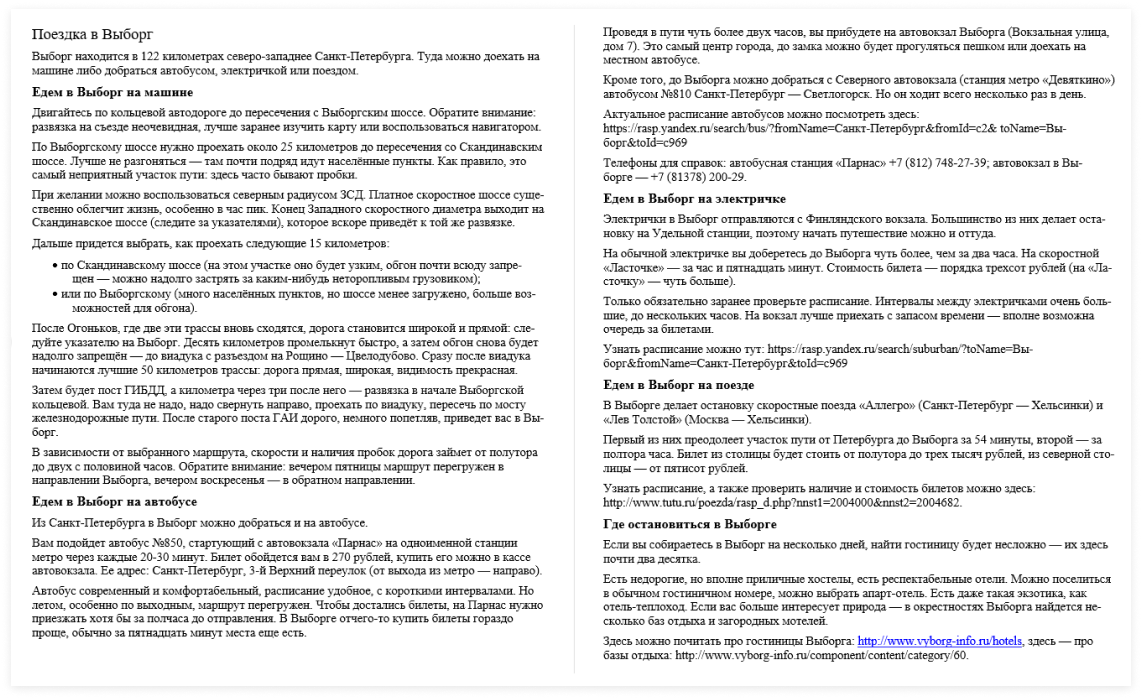 Поездка в Выборг
Выборг находится в 122 километрах северо-западнее Санкт-Петербурга. Туда можно доехать на
машине либо добраться автобусом, электричкой или поездом.
Едем в Выборг на машине
Двигайтесь по кольцевой автодороге до пересечения с Выборгским шоссе. Обратите внимание:
развязка на съезде неочевидная, лучше заранее изучить карту или воспользоваться навигатором.
По Выборгскому шоссе нужно проехать около 25 километров до пересечения со Скандинавским
шоссе. Лучше не разгоняться — там почти подряд идут населённые пункты. Как правило, это
самый неприятный участок пути: здесь часто бывают пробки.
При желании можно воспользоваться северным радиусом ЗСД. Платное скоростное шоссе суще-
ственно облегчит жизнь, особенно в час пик. Конец Западного скоростного диаметра выходит на
Скандинавское шоссе (следите за указателями), которое вскоре приведёт к той же развязке.
Дальше придется выбрать, как проехать следующие 15 километров:
• по Скандинавскому шоссе (на этом участке оно будет узким, обгон почти всюду запре-
щен — можно надолго застрять за каким-нибудь неторопливым грузовиком);
• или по Выборгскому (много населённых пунктов, но шоссе менее загружено, больше воз-
можностей для обгона).
После Огоньков, где две эти трассы вновь сходятся, дорога становится широкой и прямой: сле-
дуйте указателю на Выборг. Десять километров промелькнут быстро, а затем обгон снова будет
надолго запрещён — до виадука с разъездом на Рощино — Цвелодубово. Сразу после виадука
начинаются лучшие 50 километров трассы: дорога прямая, широкая, видимость прекрасная.
Затем будет пост ГИБДД, а километра через три после него — развязка в начале Выборгской
кольцевой. Вам туда не надо, надо свернуть направо, проехать по виадуку, пересечь по мосту
железнодорожные пути. После старого поста ГАИ дорого, немного попетляв, приведет вас в Вы-
борг.
В зависимости от выбранного маршрута, скорости и наличия пробок дорога займет от полутора
до двух с половиной часов. Обратите внимание: вечером пятницы маршрут перегружен в
направлении Выборга, вечером воскресенья — в обратном направлении.
Едем в Выборг на автобусе
Из Санкт-Петербурга в Выборг можно добраться и на автобусе.
Вам подойдет автобус №850, стартующий с автовокзала «Парнас» на одноименной станции
метро через каждые 20-30 минут. Билет обойдется вам в 270 рублей, купить его можно в кассе
автовокзала. Ее адрес: Санкт-Петербург, 3-й Верхний переулок (от выхода из метро — направо).
Автобус современный и комфортабельный, расписание удобное, с короткими интервалами. Но
летом, особенно по выходным, маршрут перегружен. Чтобы достались билеты, на Парнас нужно
приезжать хотя бы за полчаса до отправления. В Выборге отчего-то купить билеты гораздо
проще, обычно за пятнадцать минут места еще есть.
Проведя в пути чуть более двух часов, вы прибудете на автовокзал Выборга (Вокзальная улица,
дом 7). Это самый центр города, до замка можно будет прогуляться пешком или доехать на
местном автобусе.
Кроме того, до Выборга можно добраться с Северного автовокзала (станция метро «Девяткино»)
автобусом №810 Санкт-Петербург — Светлогорск. Но он ходит всего несколько раз в день.
Актуальное расписание автобусов можно посмотреть здесь:
https://rasp.yandex.ru/search/bus/?fromName=Санкт-Петербург&fromId=c2& toName=Вы-
борг&toId=c969
Телефоны для справок: автобусная станция «Парнас» +7 (812) 748-27-39; автовокзал в Вы-
борге — +7 (81378) 200-29.
Едем в Выборг на электричке
Электрички в Выборг отправляются с Финляндского вокзала. Большинство из них делает оста-
новку на Удельной станции, поэтому начать путешествие можно и оттуда.
На обычной электричке вы доберетесь до Выборга чуть более, чем за два часа. На скоростной
«Ласточке» — за час и пятнадцать минут. Стоимость билета — порядка трехсот рублей (на «Ла-
сточку» — чуть больше).
Только обязательно заранее проверьте расписание. Интервалы между электричками очень боль-
шие, до нескольких часов. На вокзал лучше приехать с запасом времени — вполне возможна
очередь за билетами.
Узнать расписание можно тут: https://rasp.yandex.ru/search/suburban/?toName=Вы-
борг&fromName=Санкт-Петербург&toId=c969
Едем в Выборг на поезде
В Выборге делает остановку скоростные поезда «Аллегро» (Санкт-Петербург — Хельсинки) и
«Лев Толстой» (Москва — Хельсинки).
Первый из них преодолеет участок пути от Петербурга до Выборга за 54 минуты, второй — за
полтора часа. Билет из столицы будет стоить от полутора до трех тысяч рублей, из северной сто-
лицы — от пятисот рублей.
Узнать расписание, а также проверить наличие и стоимость билетов можно здесь:
http://www.tutu.ru/poezda/rasp_d.php?nnst1=2004000&nnst2=2004682.
Где остановиться в Выборге
Если вы собираетесь в Выборг на несколько дней, найти гостиницу будет несложно — их здесь
почти два десятка.
Есть недорогие, но вполне приличные хостелы, есть респектабельные отели. Можно поселиться
в обычном гостиничном номере, можно выбрать апарт-отель. Есть даже такая экзотика, как
отель-теплоход. Если вас больше интересует природа — в окрестностях Выборга найдется не-
сколько баз отдыха и загородных мотелей.
Здесь можно почитать про гостиницы Выборга: http://www.vyborg-info.ru/hotels, здесь — про
базы отдыха: http://www.vyborg-info.ru/component/content/category/60.